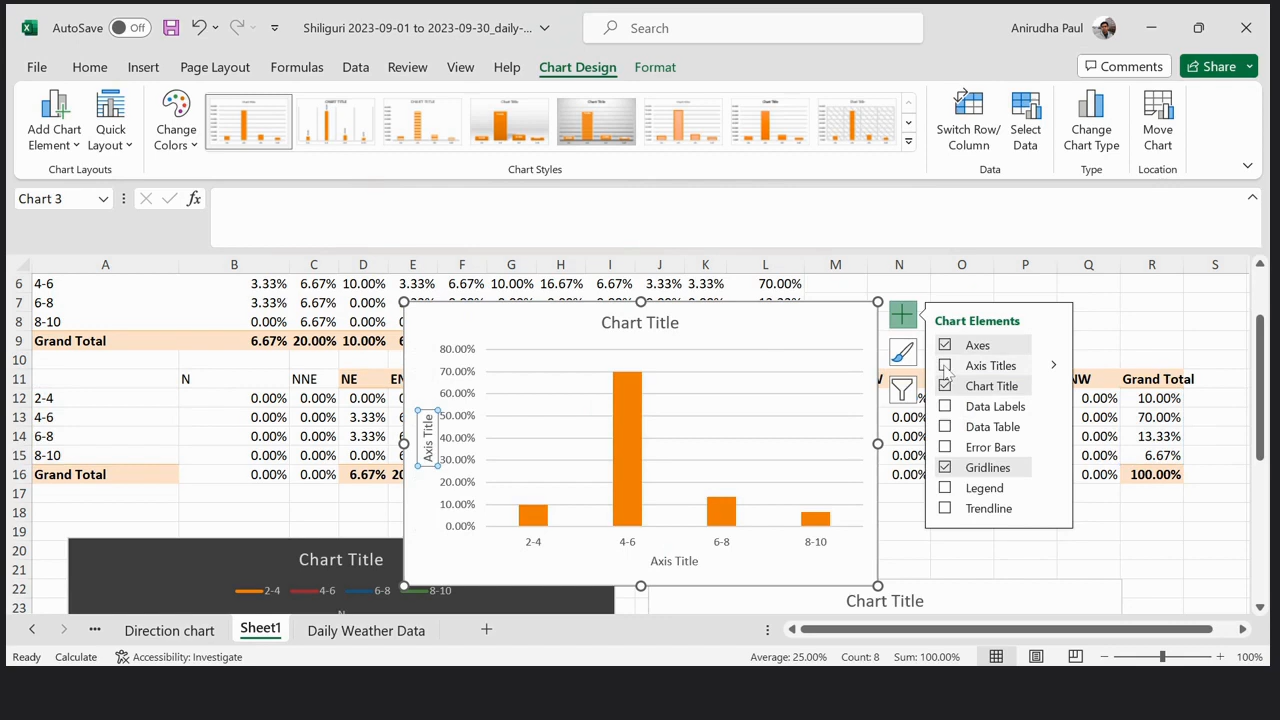 AutoSave Off Shiliguri 2023-09-01 to 2023-09-30_daily-... Search Anirudha Paul
File Home Insert Page Layout Formulas Data Review View Help Chart Design Format Comments Share
Add Chart Element Quick Layout Change Colors Switch Row/ Column Select Data Change Chart Type Move Chart
Chart Layouts Chart Styles Data Type Location
Chart 3 fx
A B C D E F G H I J K L M N O P Q R S
6 4-6 3.33% 6.67% 10.00% 3.33% 6.67% 10.00% 16.67% 6.67% 3.33% 3.33% 70.00%
7 6-8 3.33% 6.67% 0.00%
8 8-10 0.00% 6.67% 0.00%
9 Grand Total 6.67% 20.00% 10.00%
10
11 N NNE NE Grand Total
12 2-4 0.00% 0.00% 0.00% 0.00% 10.00%
13 4-6 0.00% 3.33% 3.33% 0.00% 0.00% 70.00%
14 6-8 0.00% 0.00% 3.33% 0.00% 0.00% 13.33%
15 8-10 0.00% 0.00% 0.00% 0.00% 0.00% 6.67%
16 Grand Total 0.00% 0.00% 6.67% 0.00% 0.00% 100.00%
17
18
19
20
21
22
23
Chart Title
80.00%
70.00%
60.00%
50.00%
40.00%
30.00%
20.00%
10.00%
0.00%
Axis Title
2-4 4-6 6-8 8-10
Axis Title
Chart Elements
Axes
Axis Titles
Chart Title
Data Labels
Data Table
Error Bars
Gridlines
Legend
Trendline
Chart Title
2-4 4-6 6-8 8-10
Chart Title
Direction chart Sheet1 Daily Weather Data
Ready Calculate Accessibility: Investigate Average: 25.00% Count: 8 Sum: 100.00% 100%